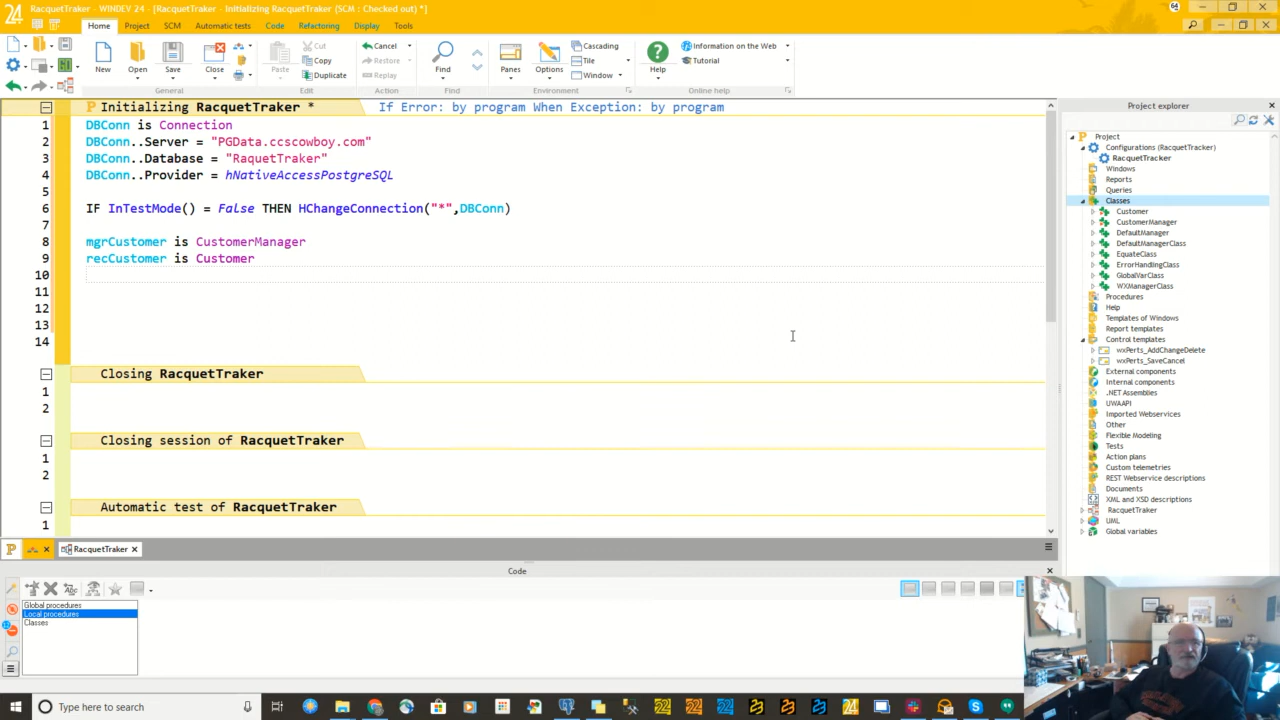 RacquetTraker - WINDEV 24 - [RacquetTraker - Initializing RacquetTraker (SCM : Checked out) *]
64
Home Project SCM Automatic tests Code Refactoring Display Tools
New Open Save Close
General
Paste
Cut
Copy
Duplicate
Edit
Cancel
Restore
Replay
Action
Find
Find
Panes Options
Cascading
Tile
Window
Environment
Help
Information on the Web
Tutorial
Online help
P Initializing RacquetTraker * If Error: by program When Exception: by program
1 DBConn is Connection
2 DBConn..Server = "PGData.ccscowboy.com"
3 DBConn..Database = "RaquetTraker"
4 DBConn..Provider = hNativeAccessPostgreSQL
5
6 IF InTestMode() = False THEN HChangeConnection("*",DBConn)
7
8 mgrCustomer is CustomerManager
9 recCustomer is Customer
10
11
12
13
14
Closing RacquetTraker
1
2
Closing session of RacquetTraker
1
2
Automatic test of RacquetTraker
1
Project explorer
Project
Configurations (RacquetTracker)
RacquetTracker
Windows
Reports
Queries
Classes
Customer
CustomerManager
DefaultManager
DefaultManagerClass
EquateClass
ErrorHandlingClass
GlobalVarClass
WXManagerClass
Procedures
Help
Templates of Windows
Report templates
Control templates
wxPerts_AddChangeDelete
wxPerts_SaveCancel
External components
Internal components
.NET Assemblies
UWAAPI
Imported Webservices
Other
Flexible Modeling
Tests
Action plans
Custom telemetries
REST Webservice descriptions
Documents
XML and XSD descriptions
RacquetTraker
UML
Global variables
P RacquetTraker
Code
Global procedures
Local procedures
Classes
Type here to search